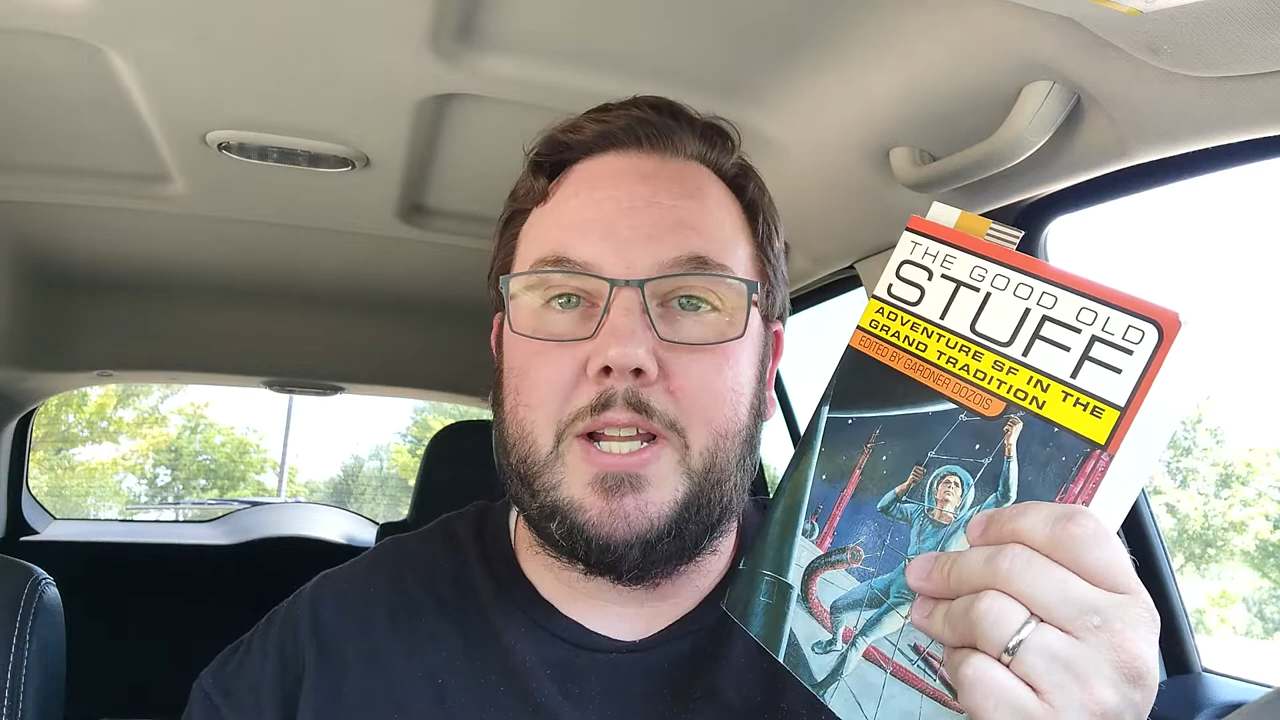 THE GOOD OLD
STUFF
ADVENTURE SF IN THE
GRAND TRADITION
EDITED BY GARDNER DOZOIS